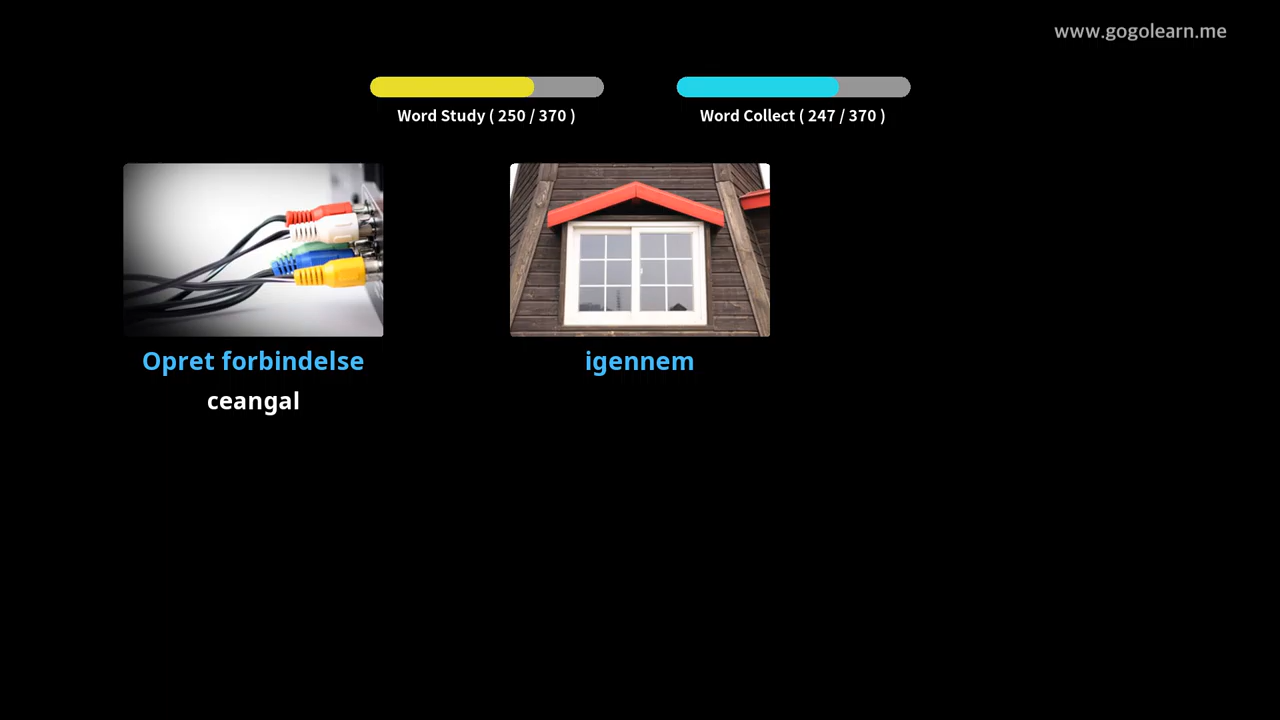 www.gogolearn.me
Word Study ( 250 / 370 )
Word Collect ( 247 / 370 )
Opret forbindelse
ceangal
igennem